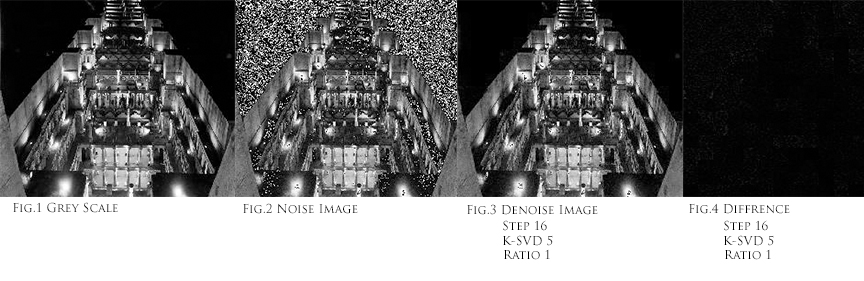 Fig.1 Grey Scale
Fig.2 Noise Image
Fig.3 Denoise Image
Step 16
K-SVD 5
Ratio 1
Fig.4 Diffrence
Step 16
K-SVD 5
Ratio 1